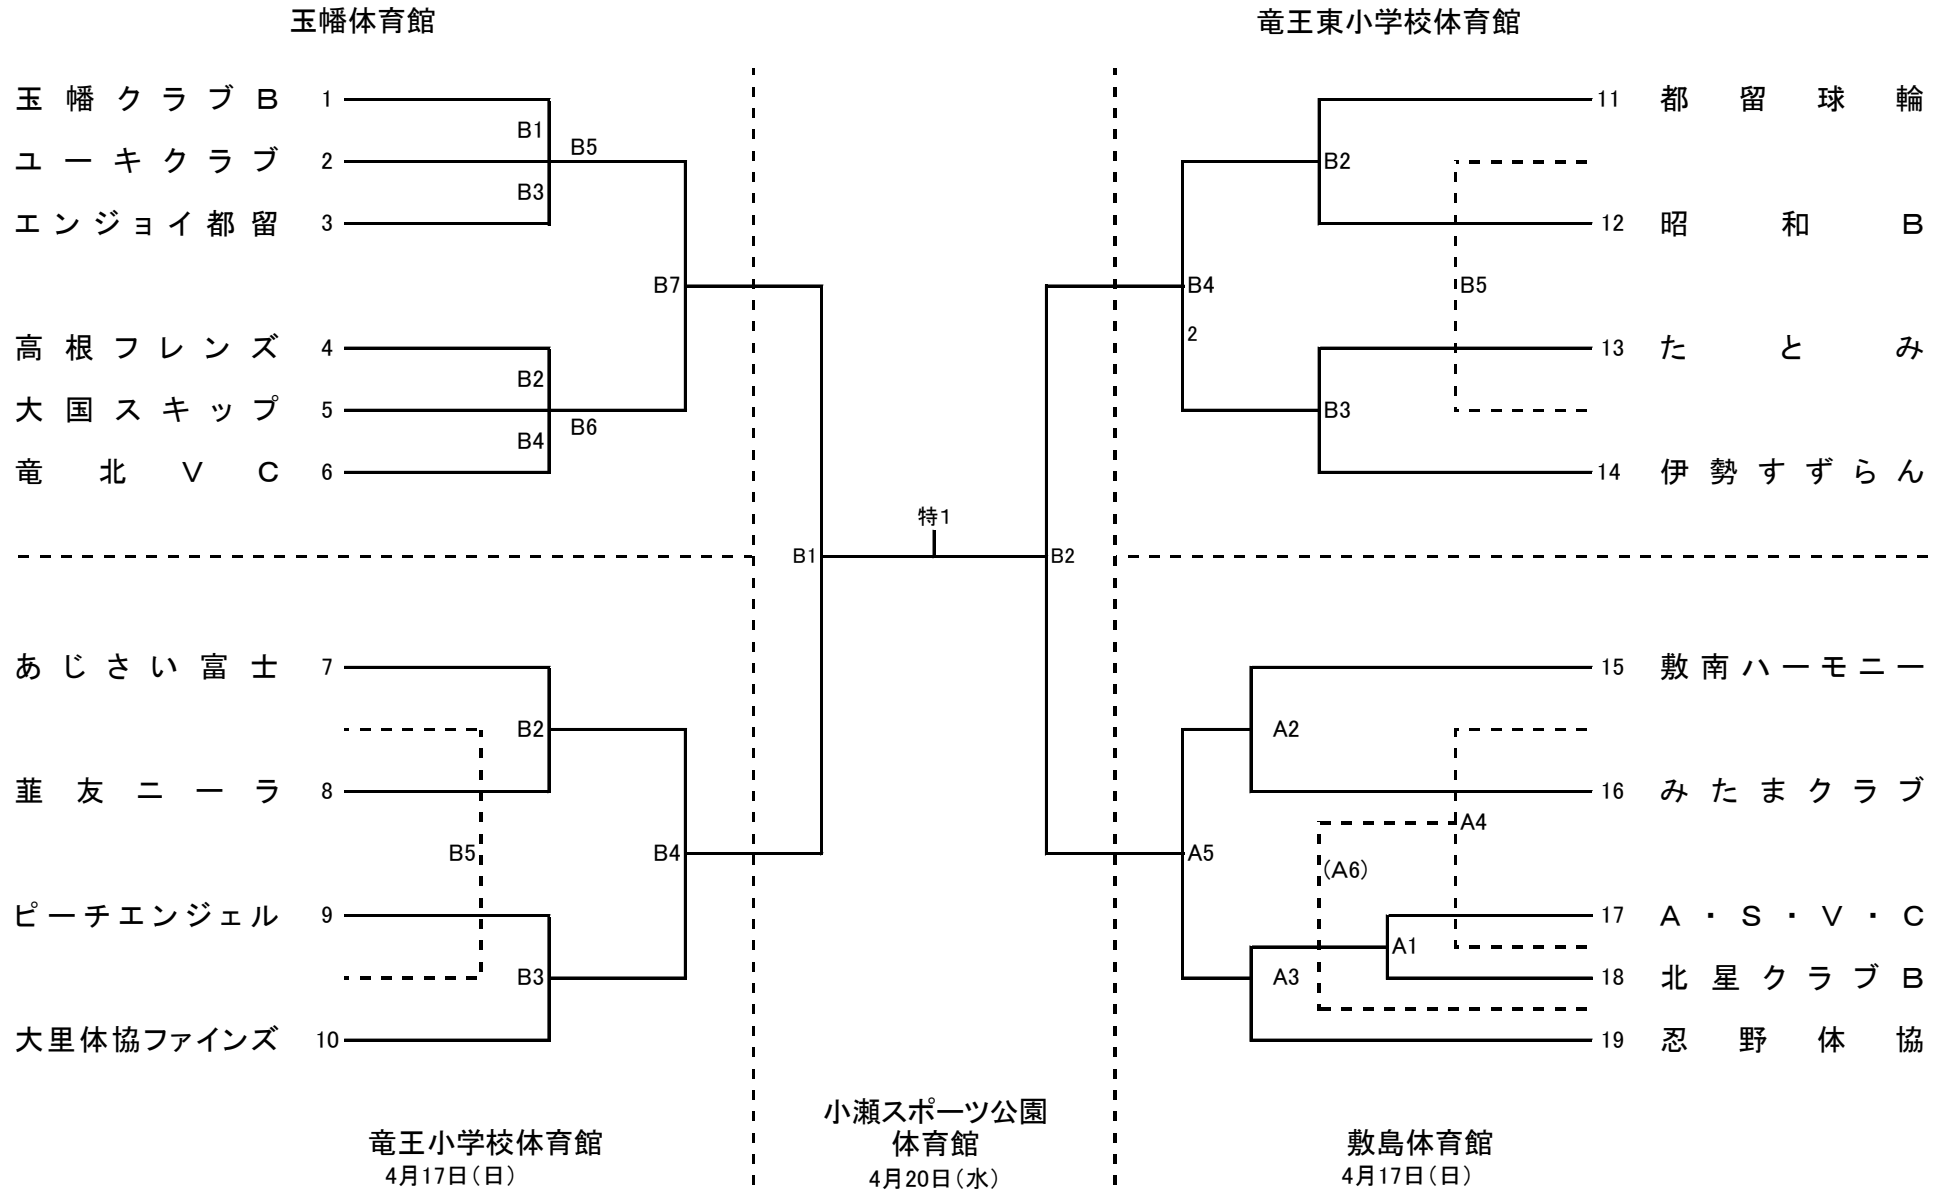 玉幡体育館
竜王東小学校体育館
玉幡クラブB 1
B1
B5
ユーキクラブ 2
B3
エンジョイ都留 3
B7
高根フレンズ 4
B2
大国スキップ 5
B4
B6
竜北VC 6
11 都留球輪
B2
12 昭和B
B4
B5
2
13 たとみ
B3
14 伊勢すずらん
特1
B1
B2
あじさい富士 7
B2
韮友ニーラ 8
B5
B4
ピーチエンジェル 9
B3
大里体協ファインズ 10
15 敷南ハーモニー
A2
16 みたまクラブ
A4
A5
(A6)
17 A・S・V・C
A1
A3
18 北星クラブB
19 忍野体協
竜王小学校体育館
4月17日(日)
小瀬スポーツ公園
体育館
4月20日(水)
敷島体育館
4月17日(日)